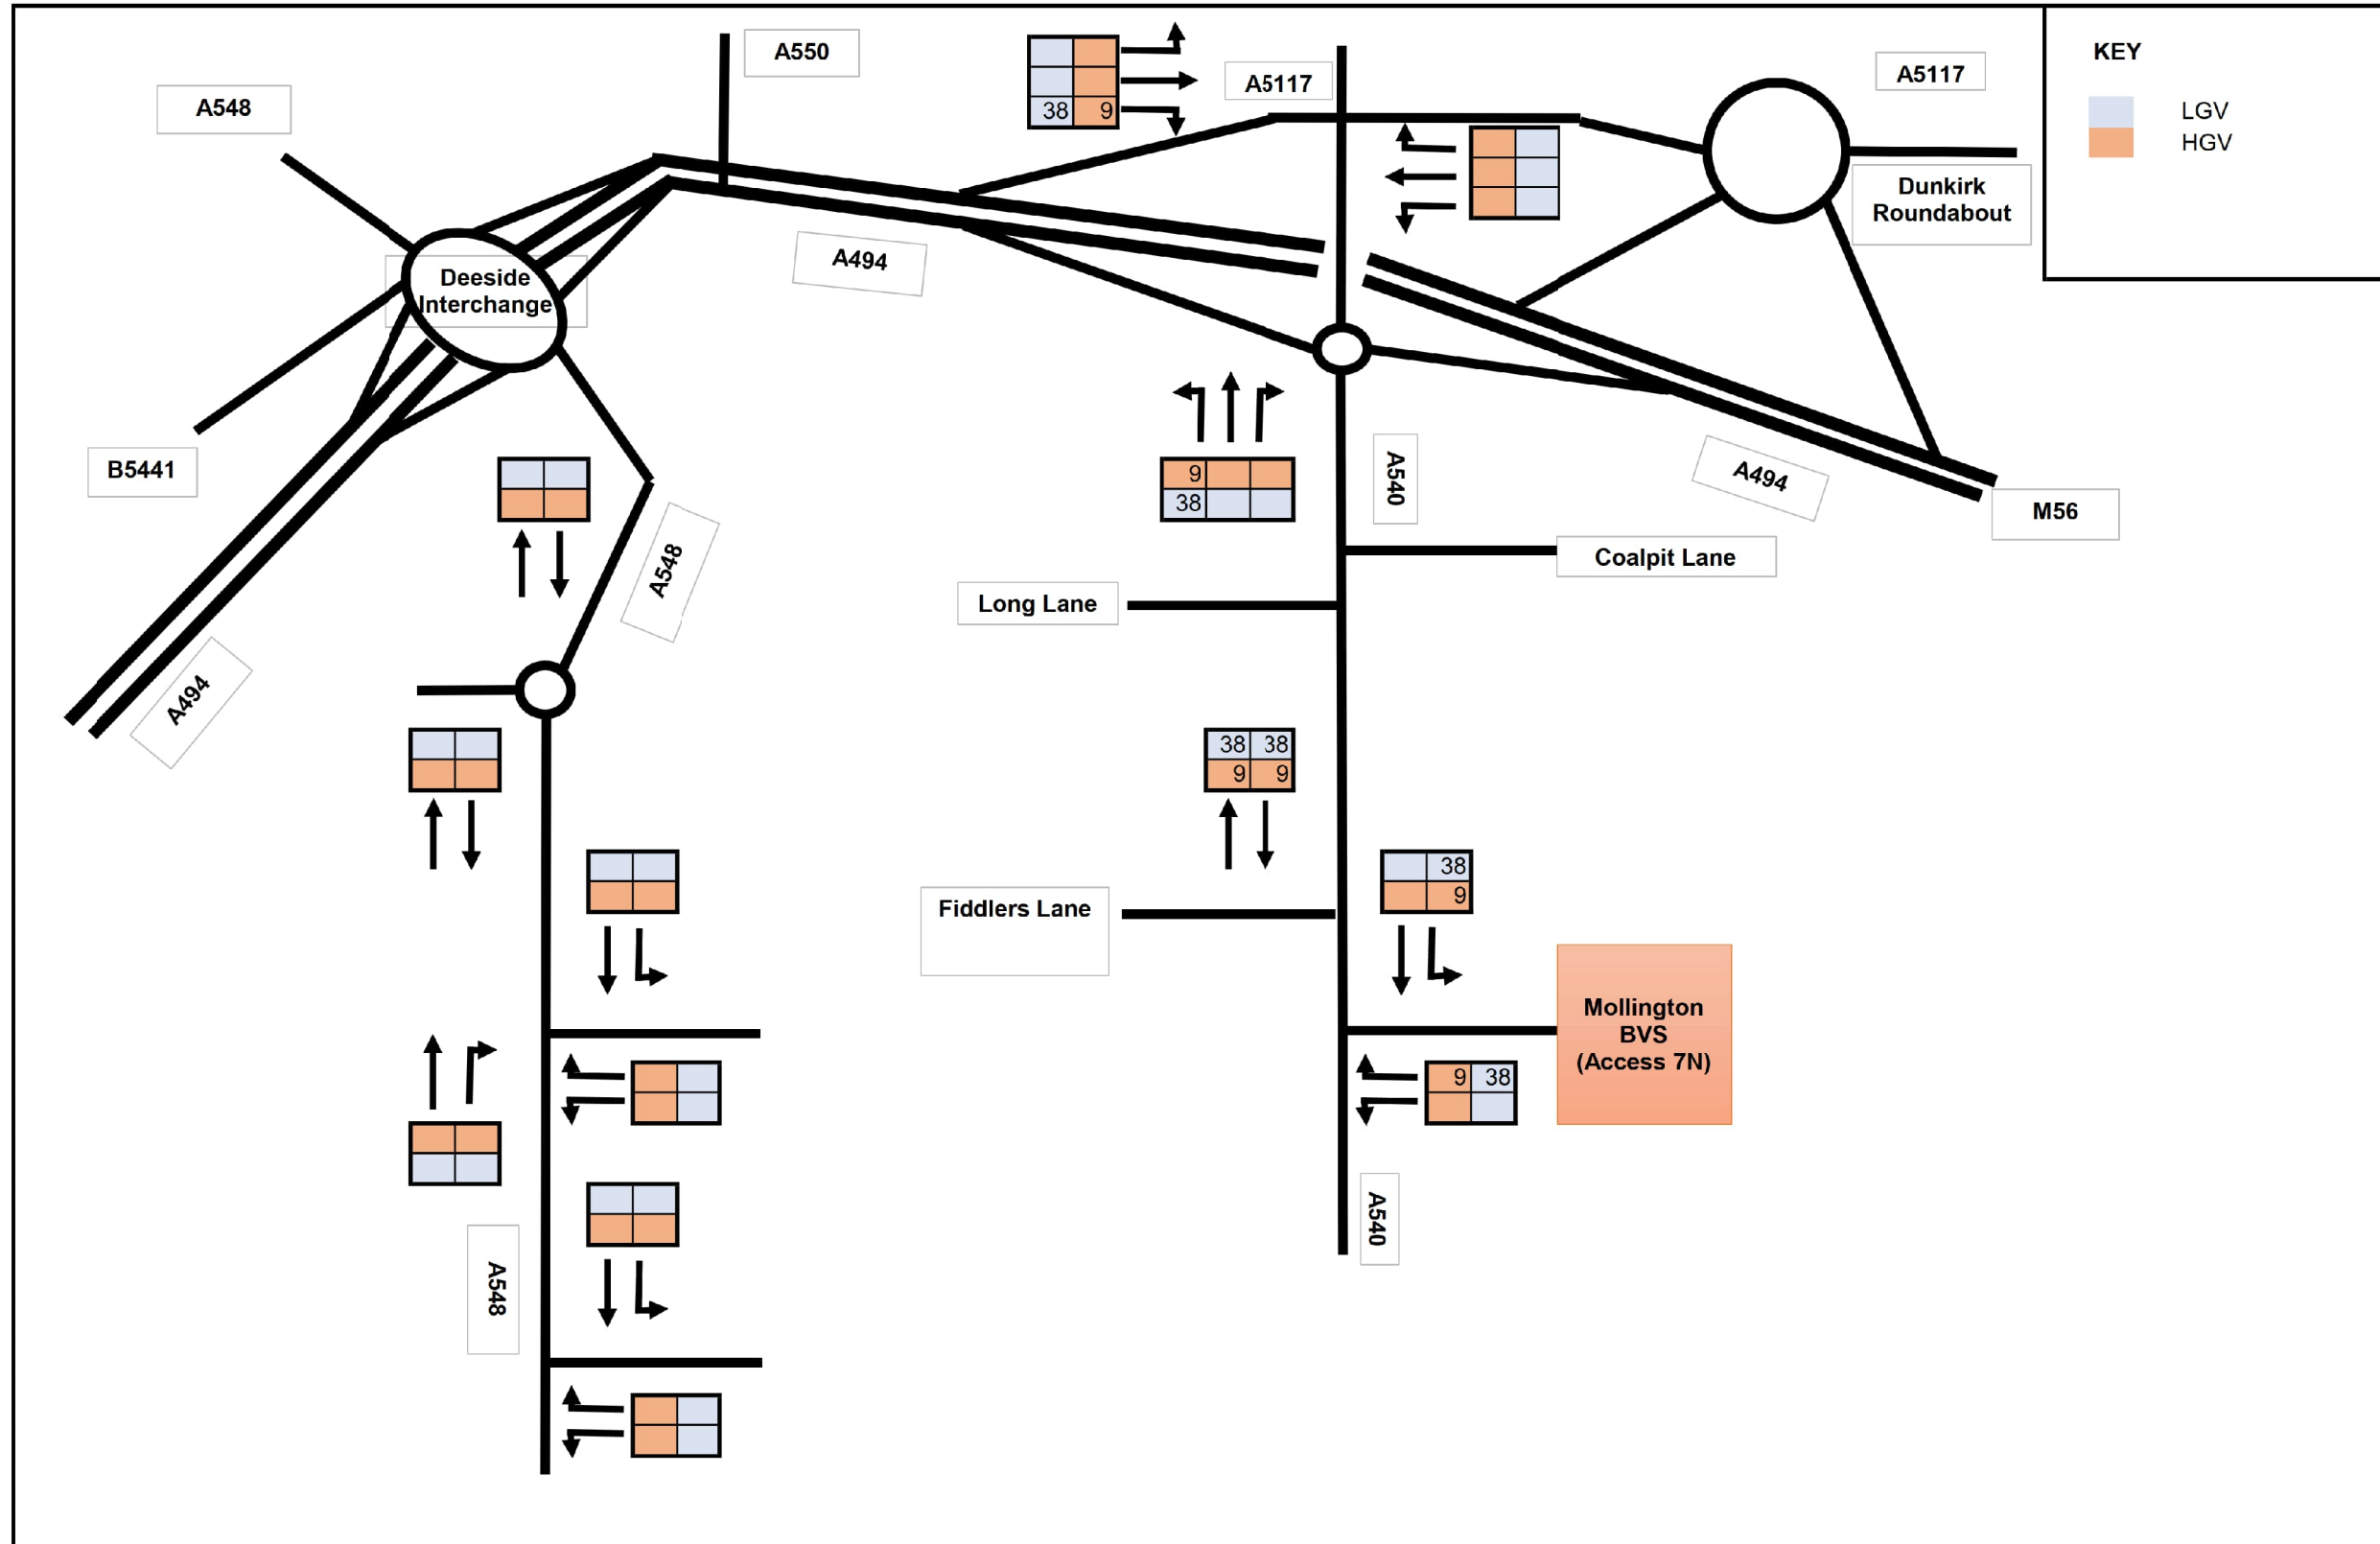 A550
A5117
KEY
A5117
A548
LGV
38 9
HGV
Dunkirk
Roundabout
A494
Deeside
Interchange
B5441
9
38
A540
A494
M56
A548
Coalpit Lane
Long Lane
A494
38 38
9 9
38
9
Fiddlers Lane
Mollington
BVS
(Access 7N)
9 38
A540
A548